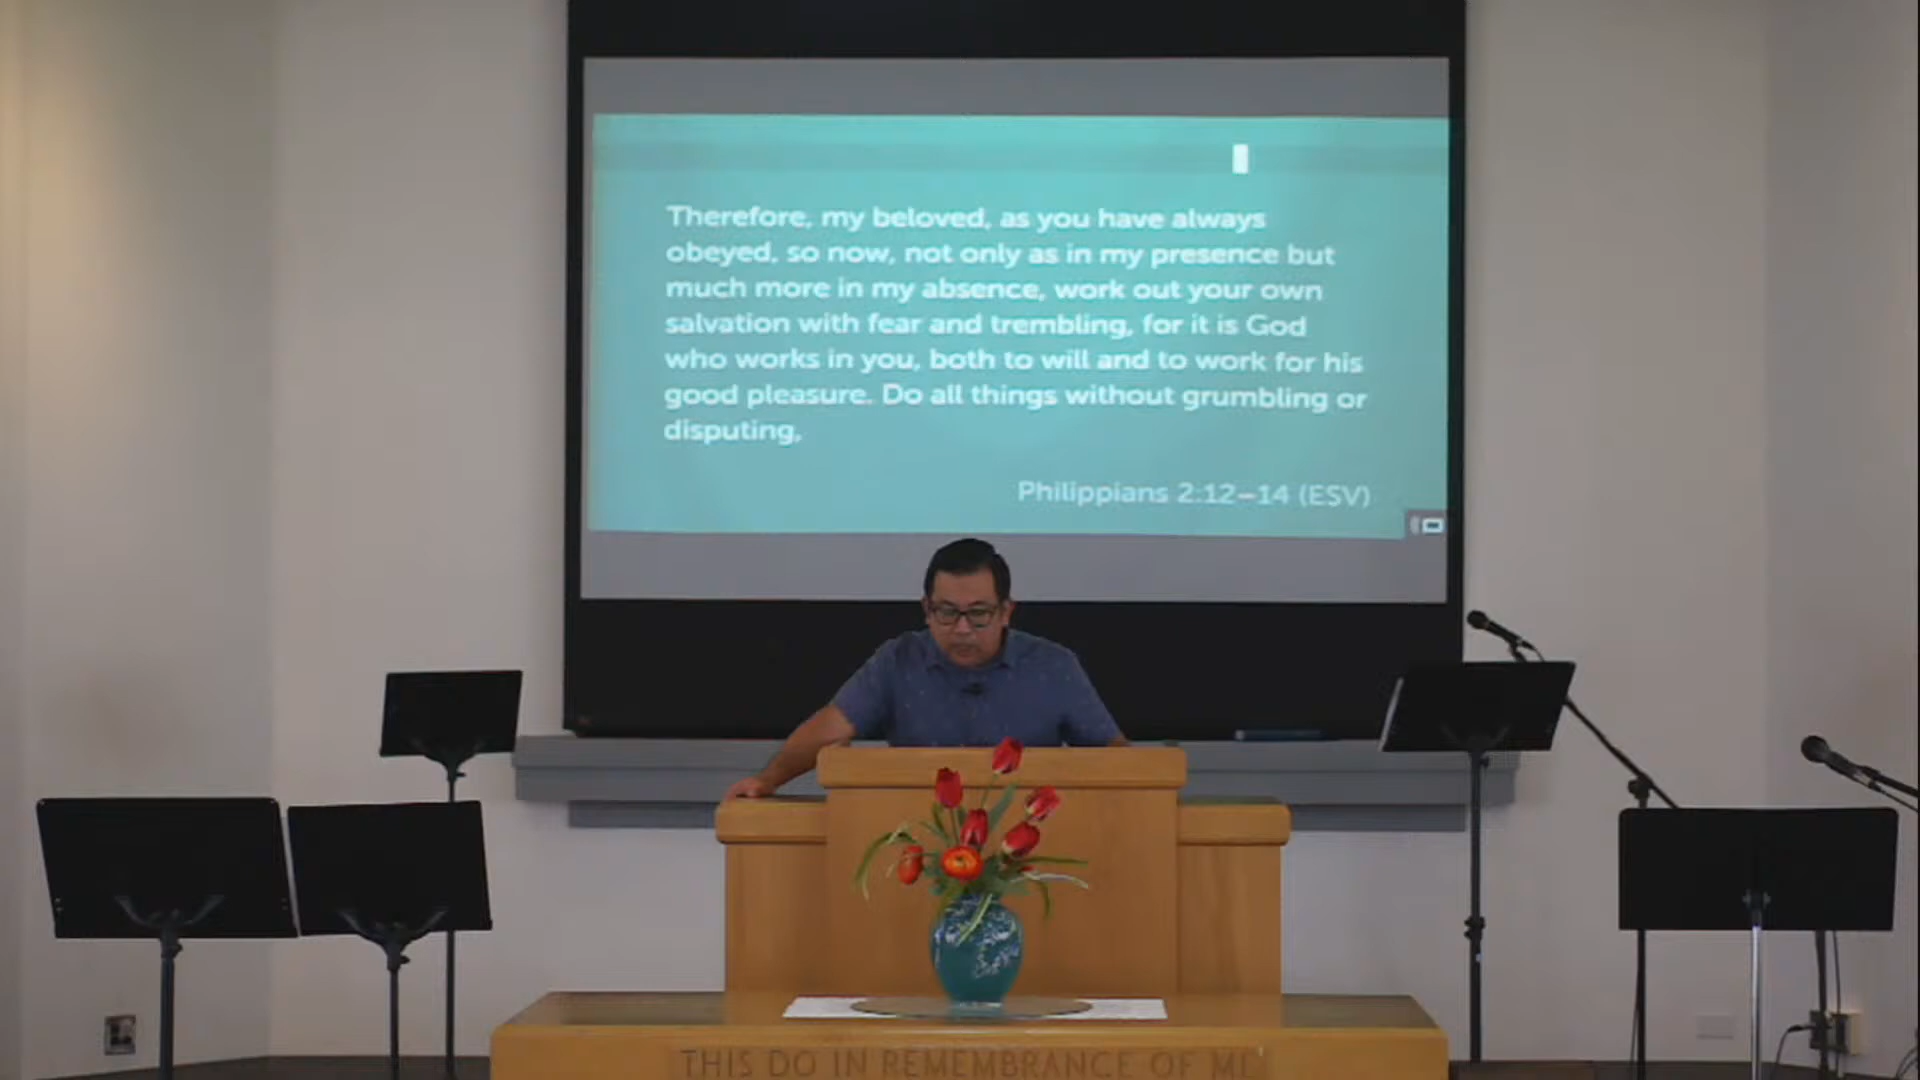 Therefore, my beloved, as you have always
obeyed, so now, not only as in my presence but
much more in my absence, work out your own
salvation with fear and trembling, for it is God
who works in you, both to will and to work for his
good pleasure. Do all things without grumbling or
disputing,
Philippians 2:12–14 (ESV)
THIS DO IN REMEMBRANCE OF ME